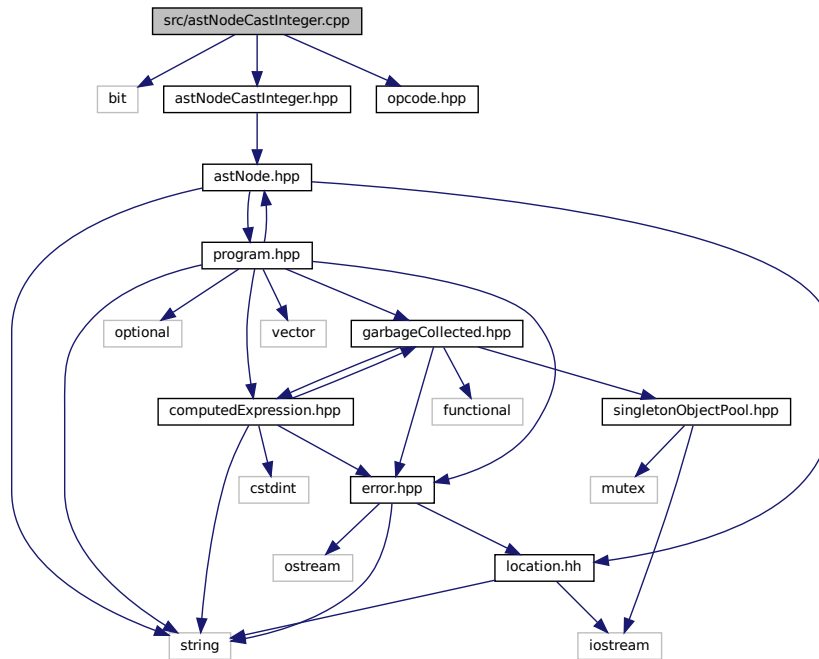 src/astNodeCastInteger.cpp
bit
astNodeCastInteger.hpp
opcode.hpp
astNode.hpp
program.hpp
optional
vector
garbageCollected.hpp
computedExpression.hpp
functional
singletonObjectPool.hpp
cstdint
error.hpp
mutex
ostream
location.hh
string
iostream